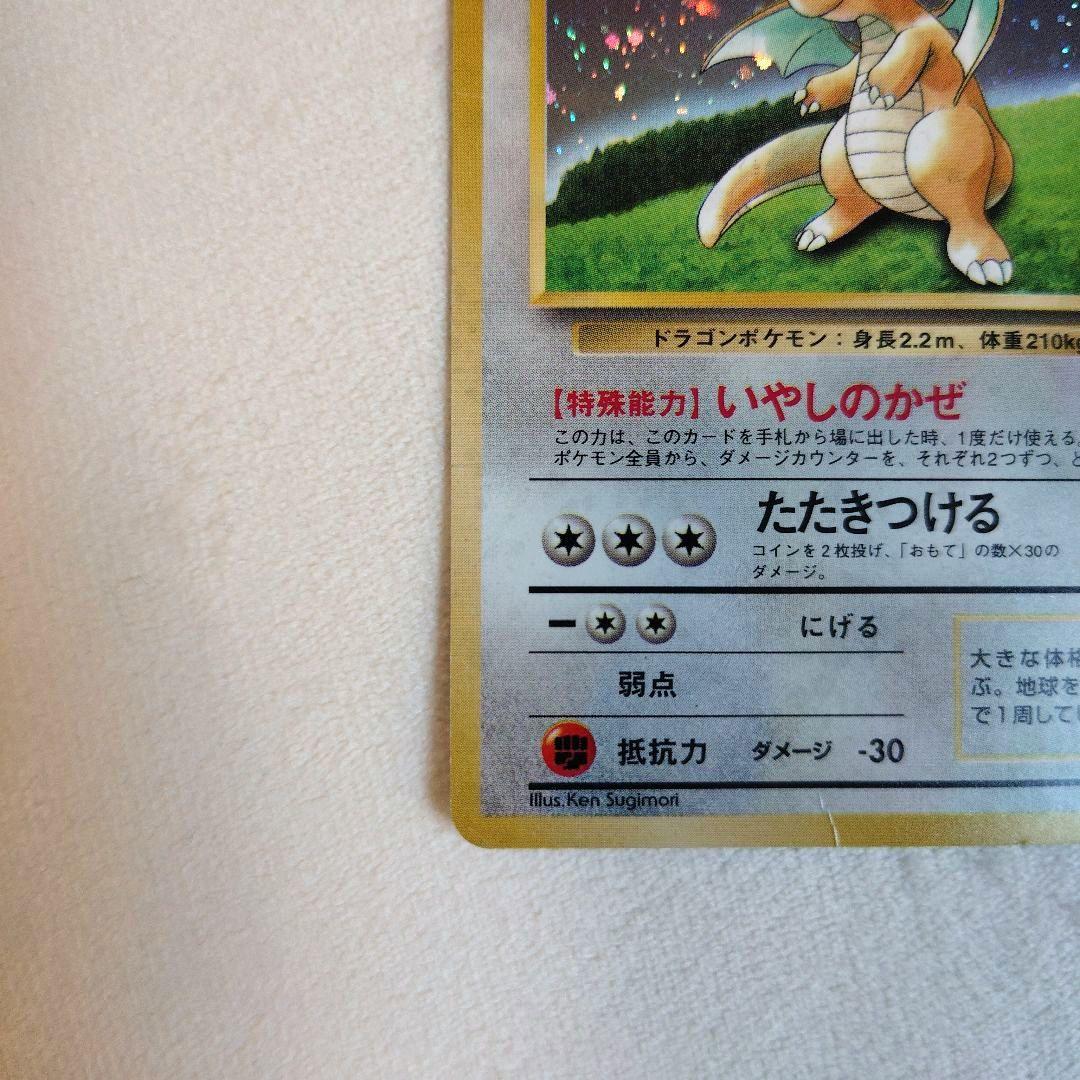 ドラゴンポケモン：身長2.2m、体重210kg
【特殊能力】いやしのかぜ
この力は、このカードを手札から場に出した時、1度だけ使える。
ポケモン全員から、ダメージカウンターを、それぞれ2つずつ、と
たたきつける
コインを2枚投げ、「おもて」の数×30の
ダメージ。
ー にげる
弱点
抵抗力 ダメージ -30
大きな体格
ぶ。地球を
で1周してし
Illus.Ken Sugimori